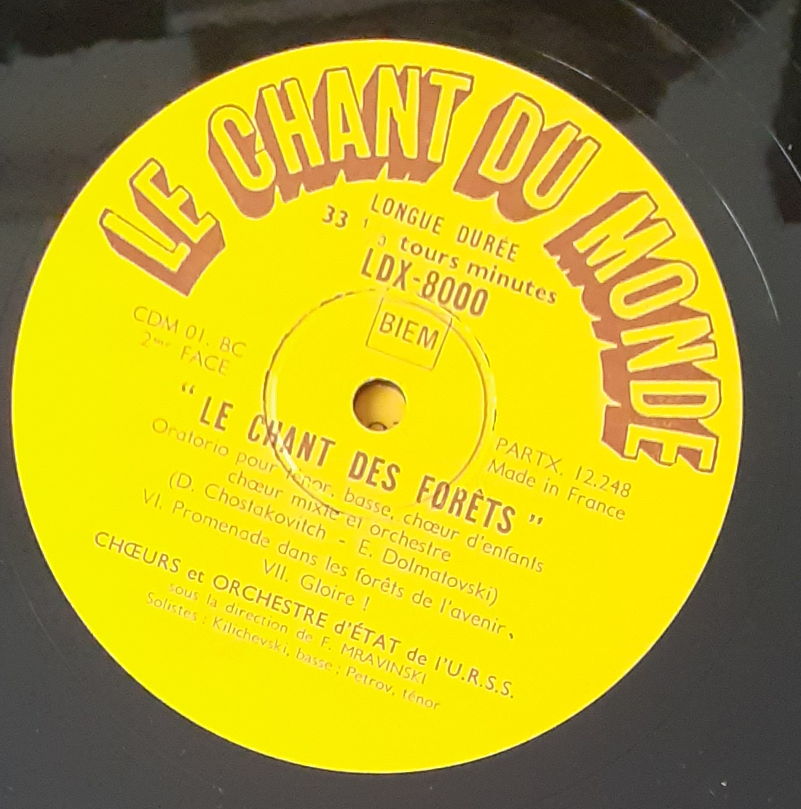 LE CHANT DU MONDE
LONGUE DURÉE
33 1/3 tours minutes
LDX-8000
BIEM
CDM 01. BC
2me FACE
PARTX. 12.248
Made in France
" LE CHANT DES FORÊTS "
Oratorio pour ténor, basse, chœur d'enfants
chœur mixte et orchestre
(D. Chostakovitch - E. Dolmatovski)
VI. Promenade dans les forêts de l'avenir.
VII. Gloire !
CHŒURS et ORCHESTRE d'ÉTAT de l'U.R.S.S.
sous la direction de F. MRAVINSKI
Solistes : Kilichevski, basse ; Petrov, ténor